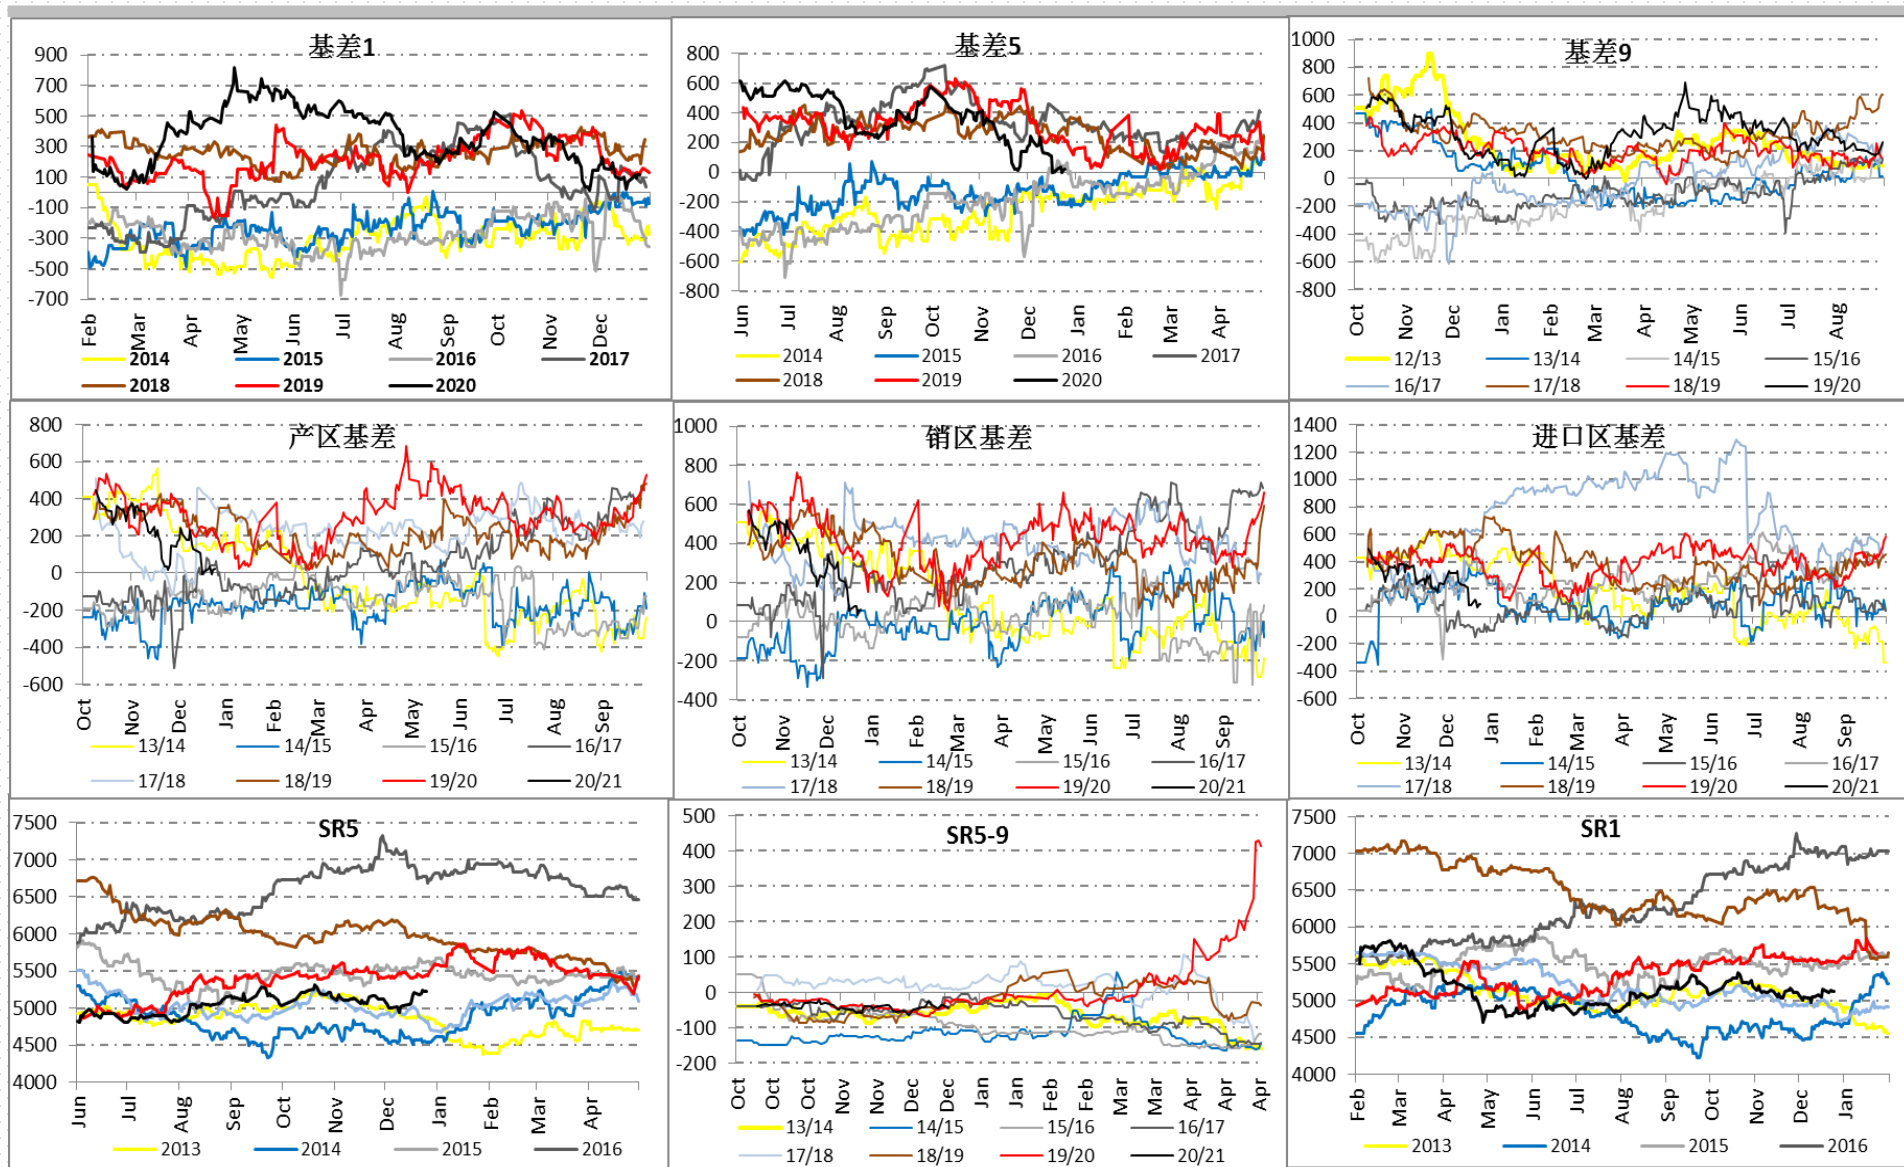 基差1
900
700
500
300
100
-100
-300
-500
-700
Feb Mar Apr May Jun Jul Aug Sep Oct Nov Dec
2014 2015 2016 2017
2018 2019 2020
基差5
800
600
400
200
0
-200
-400
-600
-800
Jun Jul Aug Sep Oct Nov Dec Jan Feb Mar Apr
2014 2015 2016 2017
2018 2019 2020
基差9
1000
800
600
400
200
0
-200
-400
-600
-800
Oct Nov Dec Jan Feb Mar Apr May Jun Jul Aug
12/13 13/14 14/15 15/16
16/17 17/18 18/19 19/20
产区基差
800
600
400
200
0
-200
-400
-600
Oct Nov Dec Jan Feb Mar Apr May Jun Jul Aug Sep
13/14 14/15 15/16 16/17
17/18 18/19 19/20 20/21
销区基差
1000
800
600
400
200
0
-200
-400
Oct Nov Dec Jan Feb Mar Apr May Jun Jul Aug Sep
13/14 14/15 15/16 16/17
17/18 18/19 19/20 20/21
进口区基差
1400
1200
1000
800
600
400
200
0
-200
-400
-600
Oct Nov Dec Jan Feb Mar Apr May Jun Jul Aug Sep
13/14 14/15 15/16 16/17
17/18 18/19 19/20 20/21
SR5
7500
7000
6500
6000
5500
5000
4500
4000
Jun Jul Aug Sep Oct Nov Dec Jan Feb Mar Apr
2013 2014 2015 2016
SR5-9
500
400
300
200
100
0
-100
-200
Oct Oct Nov Nov Nov Dec Dec Jan Jan Feb Feb Mar Mar Apr Apr Apr
13/14 14/15 15/16 16/17
17/18 18/19 19/20 20/21
SR1
7500
7000
6500
6000
5500
5000
4500
4000
Feb Mar Apr May Jun Jul Aug Sep Oct Nov Dec Jan
2013 2014 2015 2016